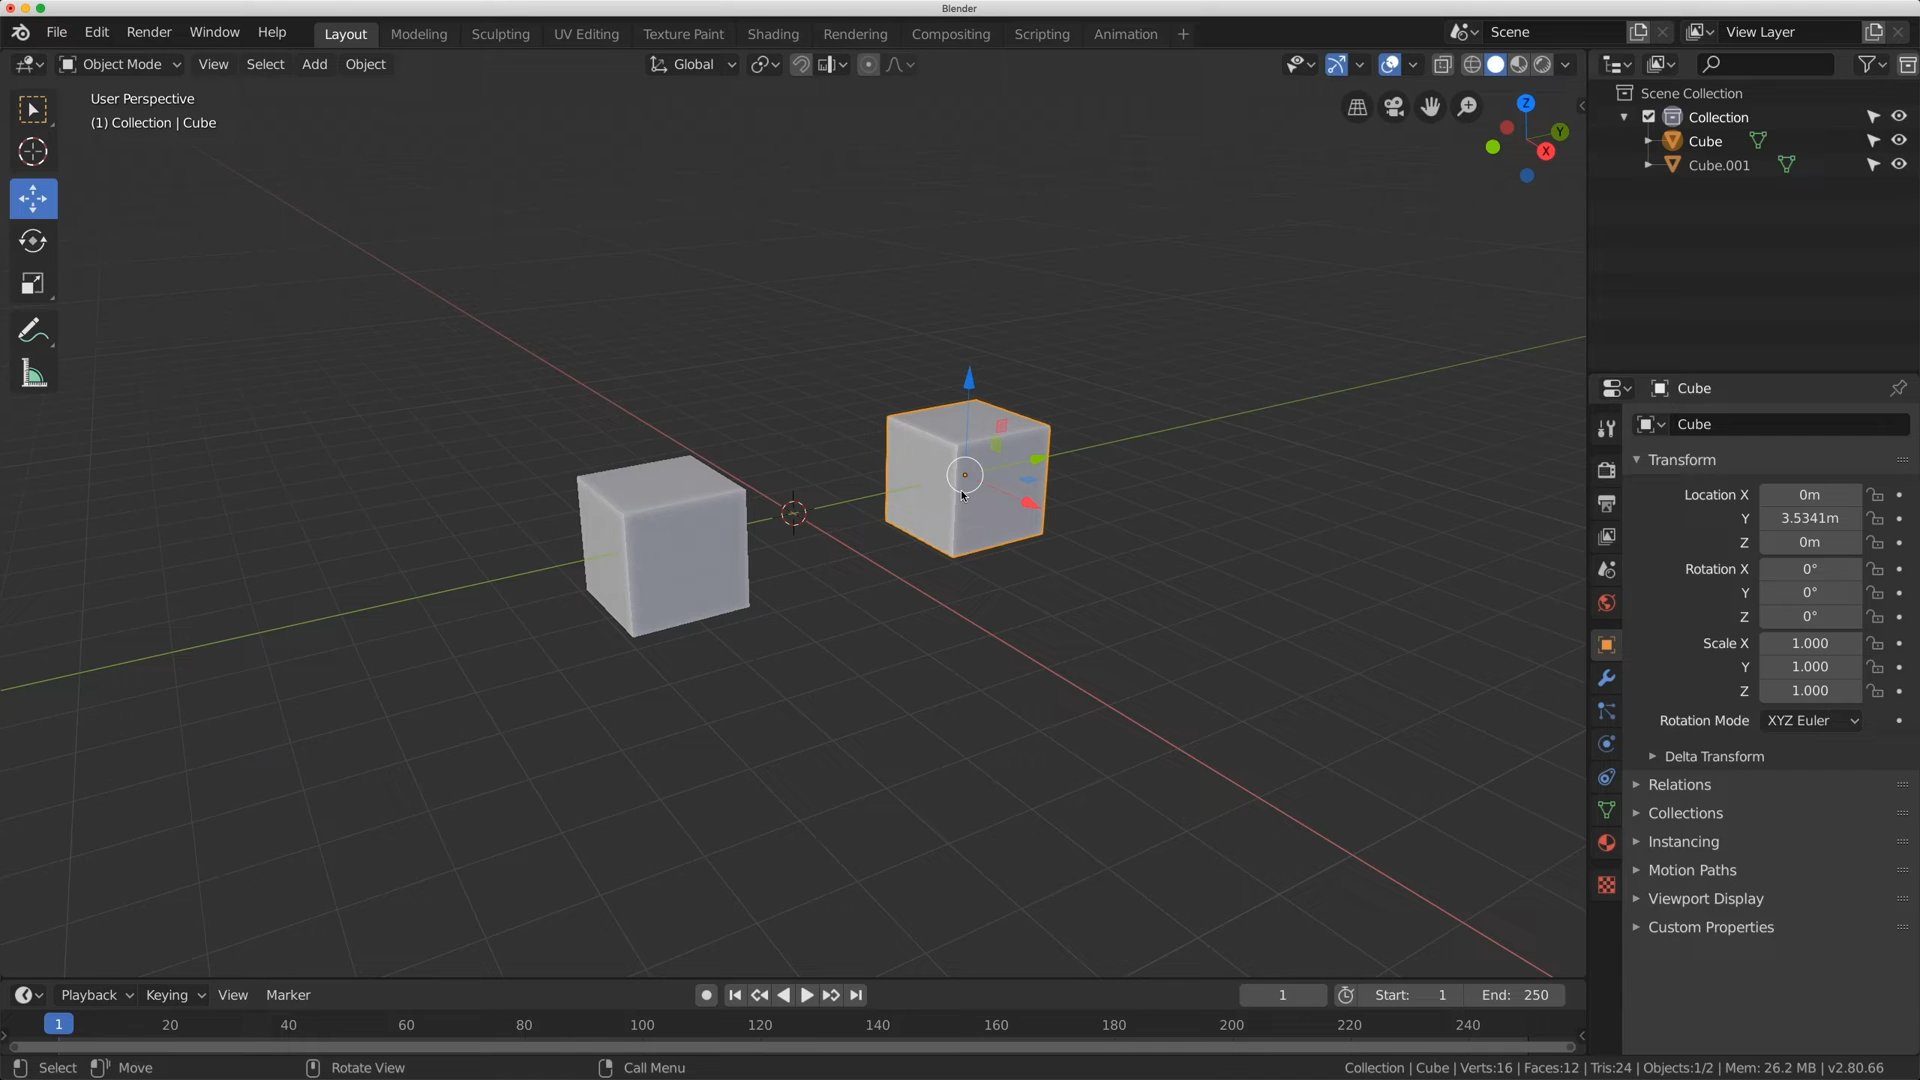 Blender
File Edit Render Window Help Layout Modeling Sculpting UV Editing Texture Paint Shading Rendering Compositing Scripting Animation + Scene View Layer
Object Mode View Select Add Object Global
User Perspective
(1) Collection | Cube
Z
Y
X
Scene Collection
Collection
Cube
Cube.001
Cube
Cube
Transform
Location X 0m
Y 3.5341m
Z 0m
Rotation X 0°
Y 0°
Z 0°
Scale X 1.000
Y 1.000
Z 1.000
Rotation Mode XYZ Euler
Delta Transform
Relations
Collections
Instancing
Motion Paths
Viewport Display
Custom Properties
Playback Keying View Marker 1 Start: 1 End: 250
1 20 40 60 80 100 120 140 160 180 200 220 240
Select Move Rotate View Call Menu Collection | Cube | Verts:16 | Faces:12 | Tris:24 | Objects:1/2 | Mem: 26.2 MB | v2.80.66